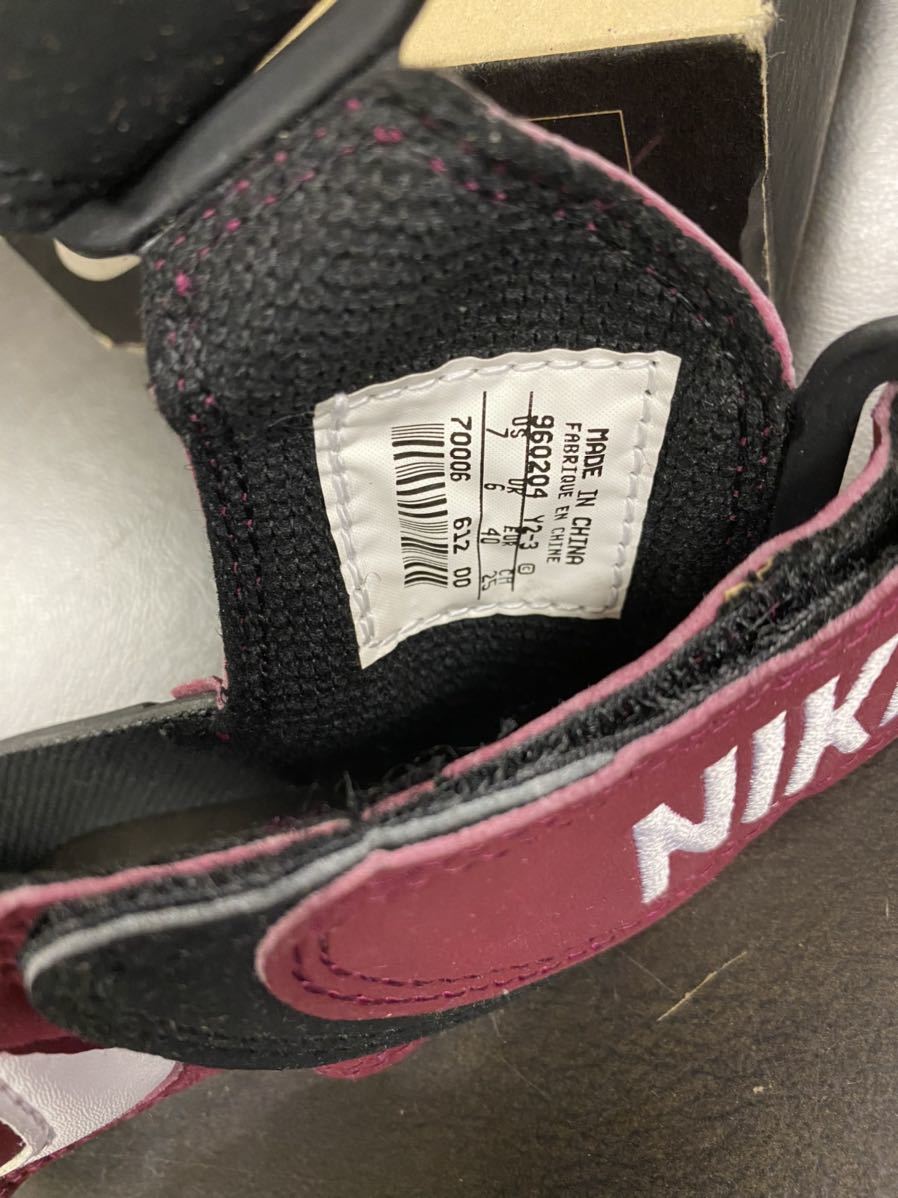 MADE IN CHINA
FABRIQUE EN CHINE
960204 Y2-3 ©
US UK EUR CM
7 6 40 25
70006 612 00
NIKE